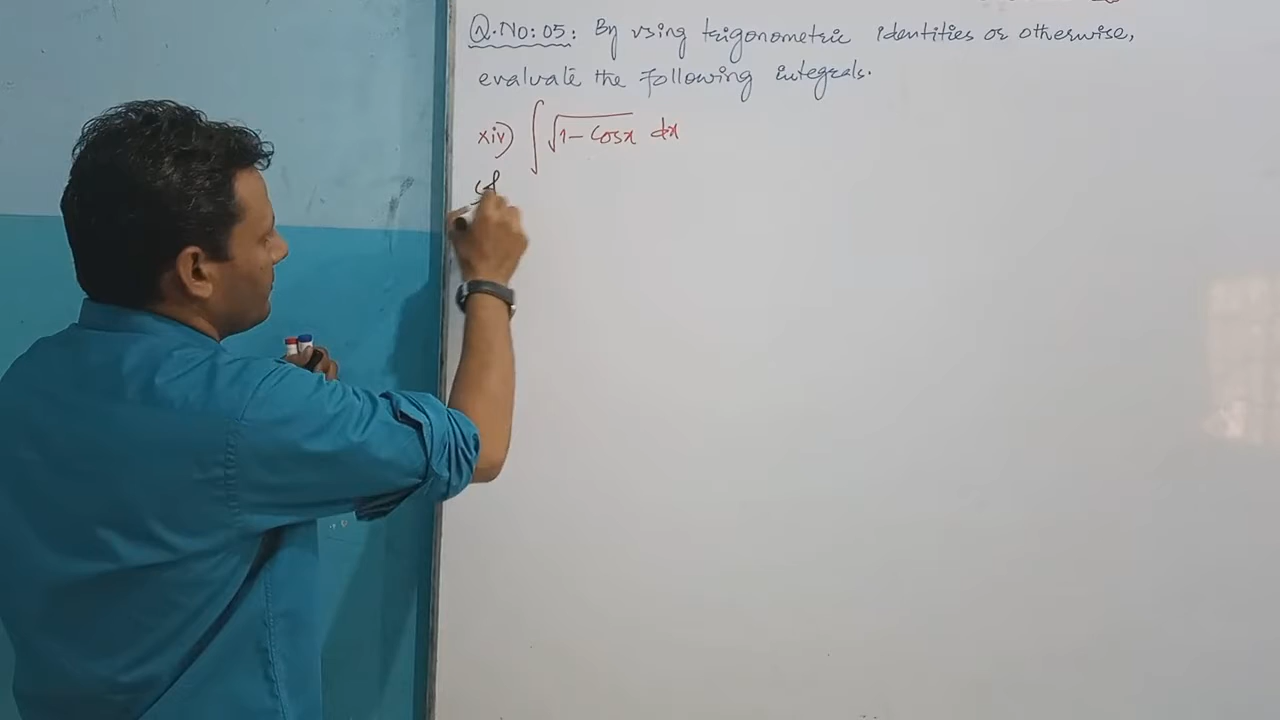 Q.No:05: By using trigonometric identities or otherwise,
evaluate the following integrals.
xiv) ∫√1-Cosx dx